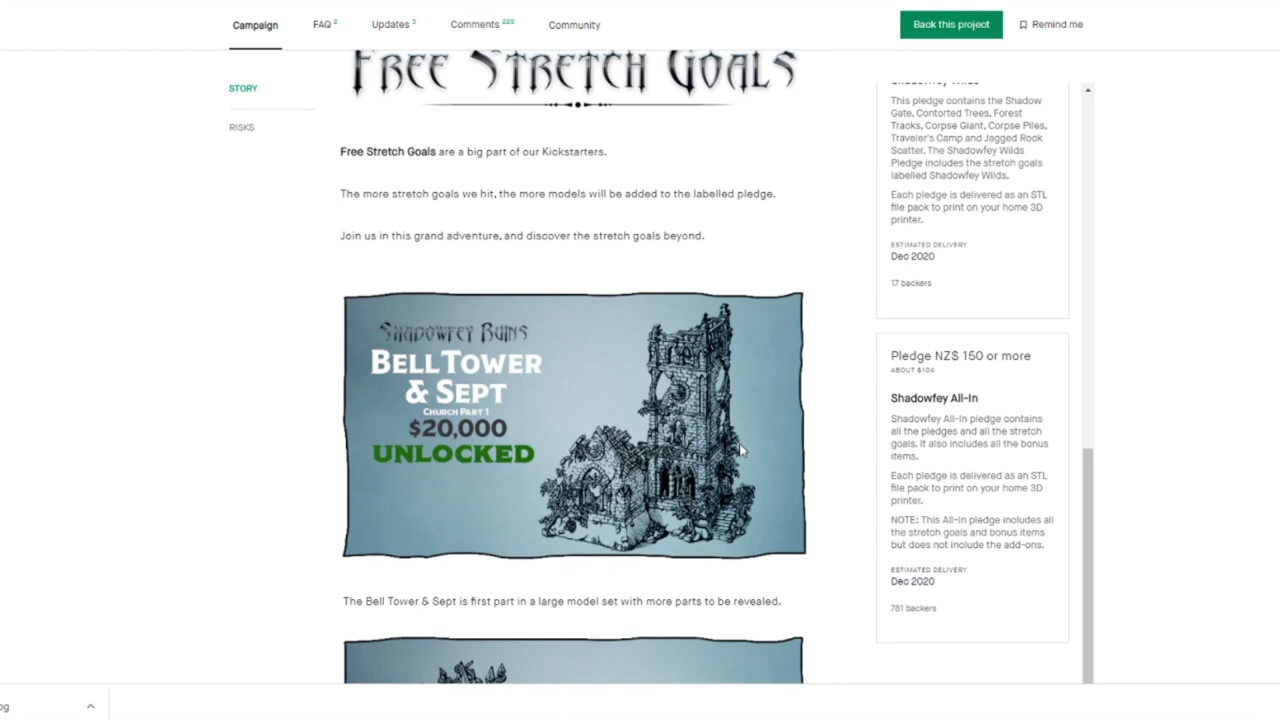 Campaign
FAQ 2
Updates 3
Comments 225
Community
Back this project
Remind me
STORY
RISKS
FREE STRETCH GOALS
Free Stretch Goals are a big part of our Kickstarters.
The more stretch goals we hit, the more models will be added to the labelled pledge.
Join us in this grand adventure, and discover the stretch goals beyond.
SHADOWFEY RUINS
BELL TOWER
& SEPT
CHURCH PART 1
$20,000
UNLOCKED
The Bell Tower & Sept is first part in a large model set with more parts to be revealed.
Shadowfey Wilds
This pledge contains the Shadow
Gate, Contorted Trees, Forest
Tracks, Corpse Giant, Corpse Piles,
Traveler's Camp and Jagged Rook
Scatter. The Shadowfey Wilds
Pledge includes the stretch goals
labelled Shadowfey Wilds.
Each pledge is delivered as an STL
file pack to print on your home 3D
printer.
ESTIMATED DELIVERY
Dec 2020
17 backers
Pledge NZ$ 150 or more
ABOUT $104
Shadowfey All-In
Shadowfey All-In pledge contains
all the pledges and all the stretch
goals. It also includes all the bonus
items.
Each pledge is delivered as an STL
file pack to print on your home 3D
printer.
NOTE: This All-In pledge includes all
the stretch goals and bonus items
but does not include the add-ons.
ESTIMATED DELIVERY
Dec 2020
781 backers